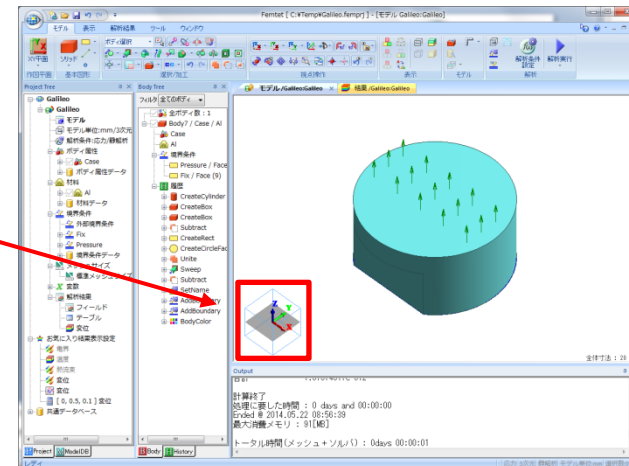 Femtet [ C:¥Temp¥Galileo.femprj ] - [モデル Galileo:Galileo]
モデル 表示 解析結果 ツール ウィンドウ
XY平面
ソリッド
ボディ選択
解析条件
設定
解析実行
作図平面 基本図形 選択/加工 接点操作 表示 モデル 解析
Project Tree
Galileo
Galileo
モデル
モデル単位:mm/3次元
解析条件:応力/静解析
ボディ属性
Case
ボディ属性データ
材料
Al
材料データ
境界条件
外部境界条件
Fix
Pressure
境界条件データ
メッシュサイズ
標準メッシュサイズ
変数
解析結果
フィールド
テーブル
変位
お気に入り結果表示設定
電界
温度
熱流束
変位
変位
[ 0, 0.5, 0.1 ] 変位
共通データベース
Project ModelDB
Body Tree
フィルタ 全てのボディ
全ボディ数 : 1
Body7 / Case / Al
Case
Al
境界条件
Pressure / Face
Fix / Face (9)
履歴
CreateCylinder
CreateBox
CreateBox
Subtract
CreateRect
CreateCircleFac
Unite
Sweep
Subtract
SetName
AddBoundary
AddBoundary
BodyColor
Body History
モデル /Galileo:Galileo
結果 /Galileo:Galileo
Z
Y
X
全体寸法 : 20
Output
計算終了
処理に要した時間 : 0 days and 00:00:00
Ended @ 2014.05.22 08:56:39
最大消費メモリ : 91[MB]
トータル時間(メッシュ + ソルバ) : 0days 00:00:01
レディ